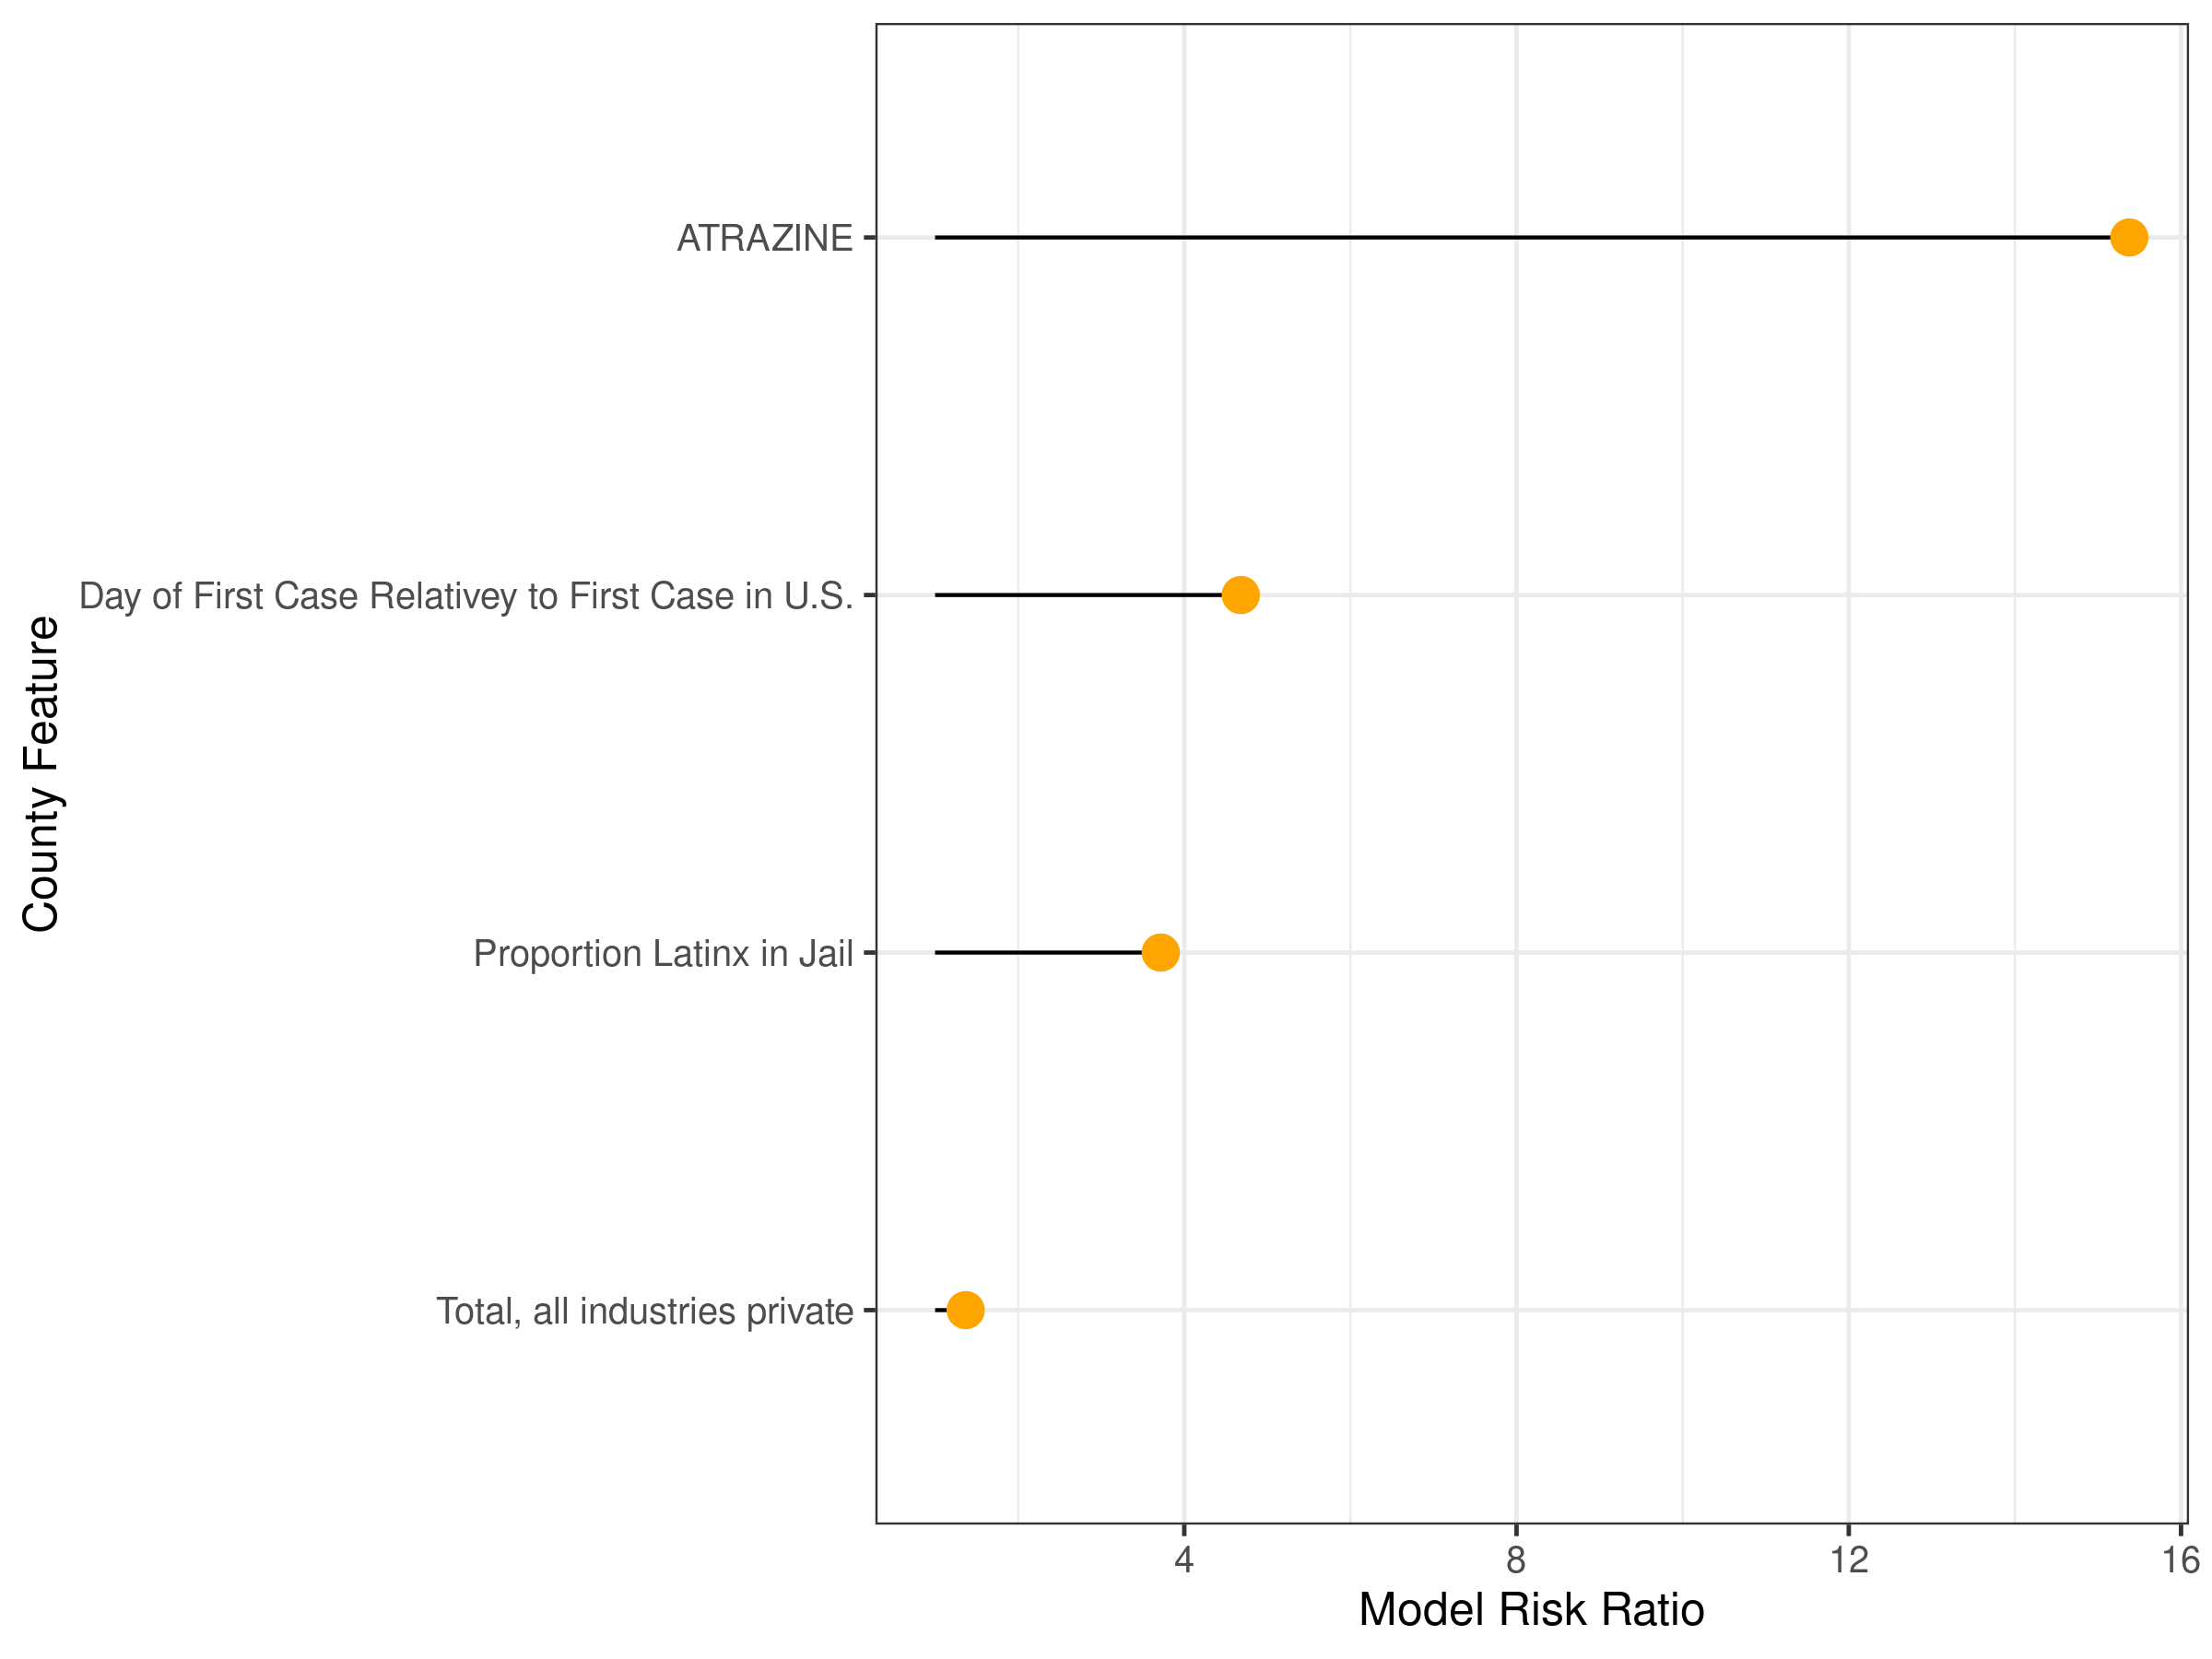 County Feature
ATRAZINE
Day of First Case Relativey to First Case in U.S.
Proportion Latinx in Jail
Total, all industries private
4 8 12 16
Model Risk Ratio